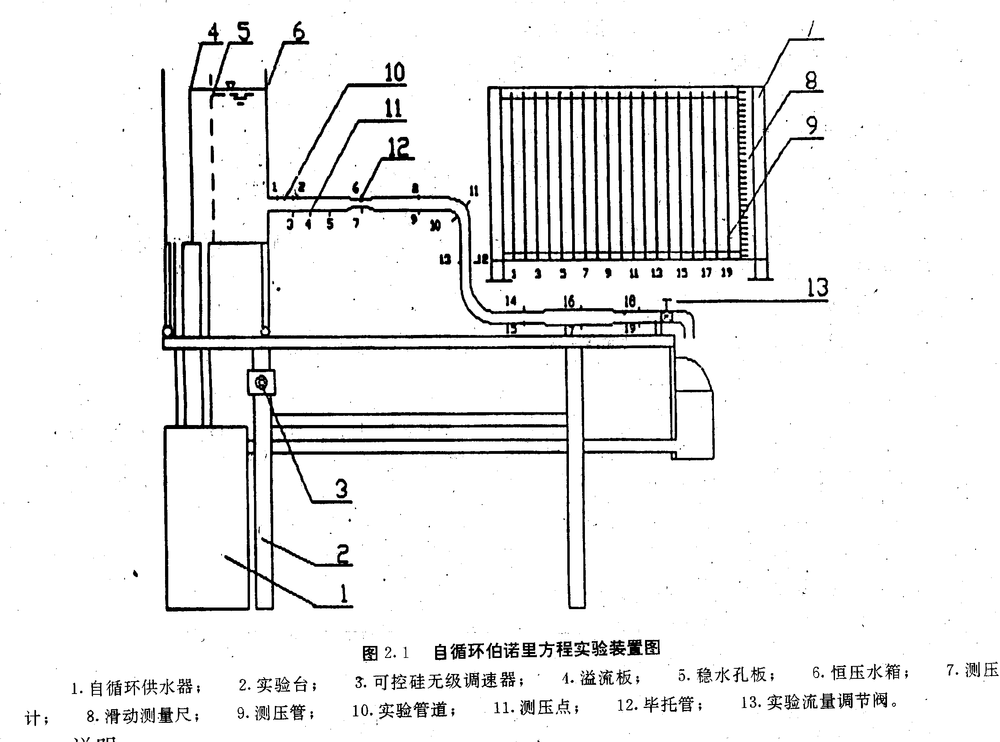 4 5 6
10
11
12
7
8
9
1 2 6 8 11
3 4 5 7 9 10
13 12
1 3 5 7 9 11 13 15 17 19
13
14 16 18
15 17 19
3
2
1
图 2.1 自循环伯诺里方程实验装置图
1. 自循环供水器; 2. 实验台; 3. 可控硅无级调速器; 4. 溢流板; 5. 稳水孔板; 6. 恒压水箱; 7. 测压
计; 8. 滑动测量尺; 9. 测压管; 10. 实验管道; 11. 测压点; 12. 毕托管; 13. 实验流量调节阀。